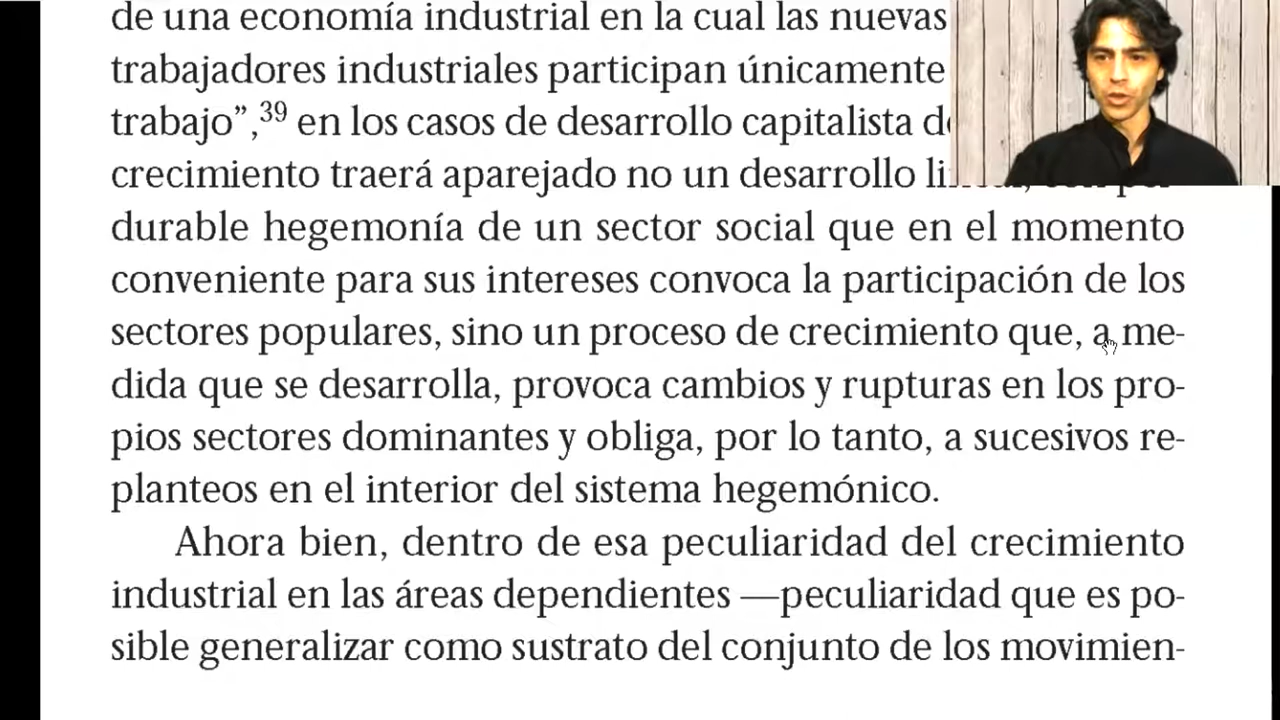 de una economía industrial en la cual las nuevas
trabajadores industriales participan únicamente
trabajo”,³⁹ en los casos de desarrollo capitalista
crecimiento traerá aparejado no un desarrollo
durable hegemonía de un sector social que en el momento
conveniente para sus intereses convoca la participación de los
sectores populares, sino un proceso de crecimiento que, a me-
dida que se desarrolla, provoca cambios y rupturas en los pro-
pios sectores dominantes y obliga, por lo tanto, a sucesivos re-
planteos en el interior del sistema hegemónico.
Ahora bien, dentro de esa peculiaridad del crecimiento
industrial en las áreas dependientes —peculiaridad que es po-
sible generalizar como sustrato del conjunto de los movimien-